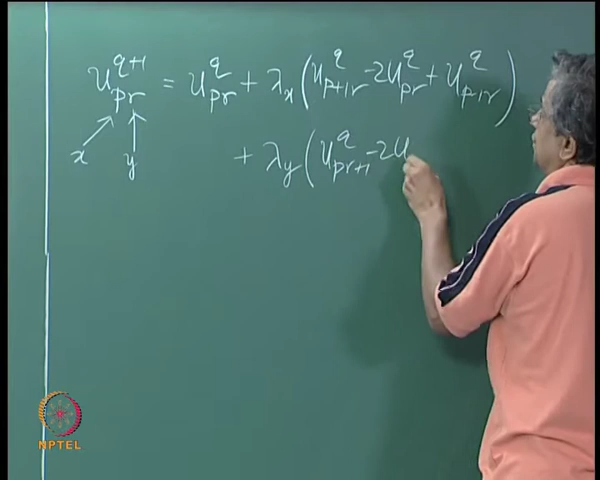 u_{pr}^{q+1} = u_{pr}^{q} + λ_x ( u_{p+1r}^{q} - 2u_{pr}^{q} + u_{p-1r}^{q} )
x y
+ λ_y ( u_{pr+1}^{q} - 2u
NPTEL